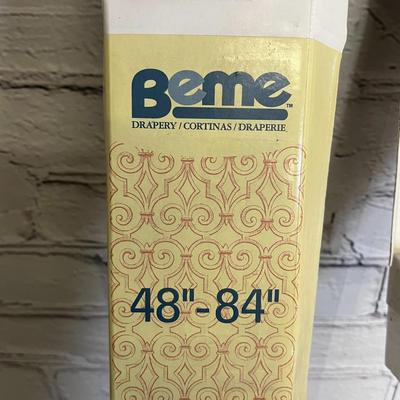 Beme™
DRAPERY / CORTINAS / DRAPERIE
48"-84"